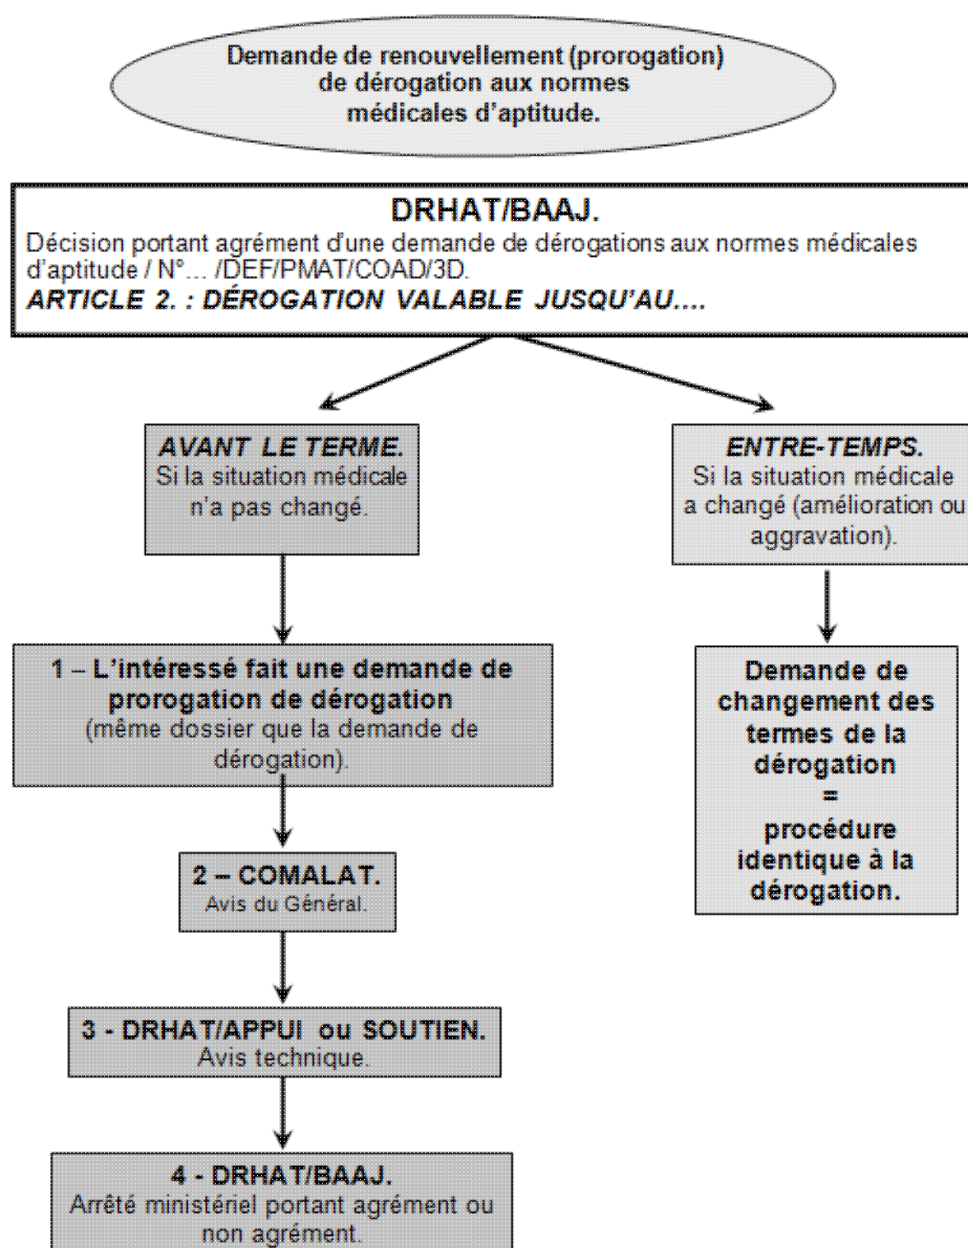 Demande de renouvellement (prorogation)
de dérogation aux normes
médicales d'aptitude.
DRHAT/BAAJ.
Décision portant agrément d'une demande de dérogations aux normes médicales
d'aptitude / N°... /DEF/PMAT/COAD/3D.
ARTICLE 2. : DÉROGATION VALABLE JUSQU'AU....
AVANT LE TERME.
Si la situation médicale
n'a pas changé.
1 – L'intéressé fait une demande de
prorogation de dérogation
(même dossier que la demande de
dérogation).
2 – COMALAT.
Avis du Général.
3 - DRHAT/APPUI ou SOUTIEN.
Avis technique.
4 - DRHAT/BAAJ.
Arrêté ministériel portant agrément ou
non agrément.
ENTRE-TEMPS.
Si la situation médicale
a changé (amélioration ou
aggravation).
Demande de
changement des
termes de la
dérogation
=
procédure
identique à la
dérogation.